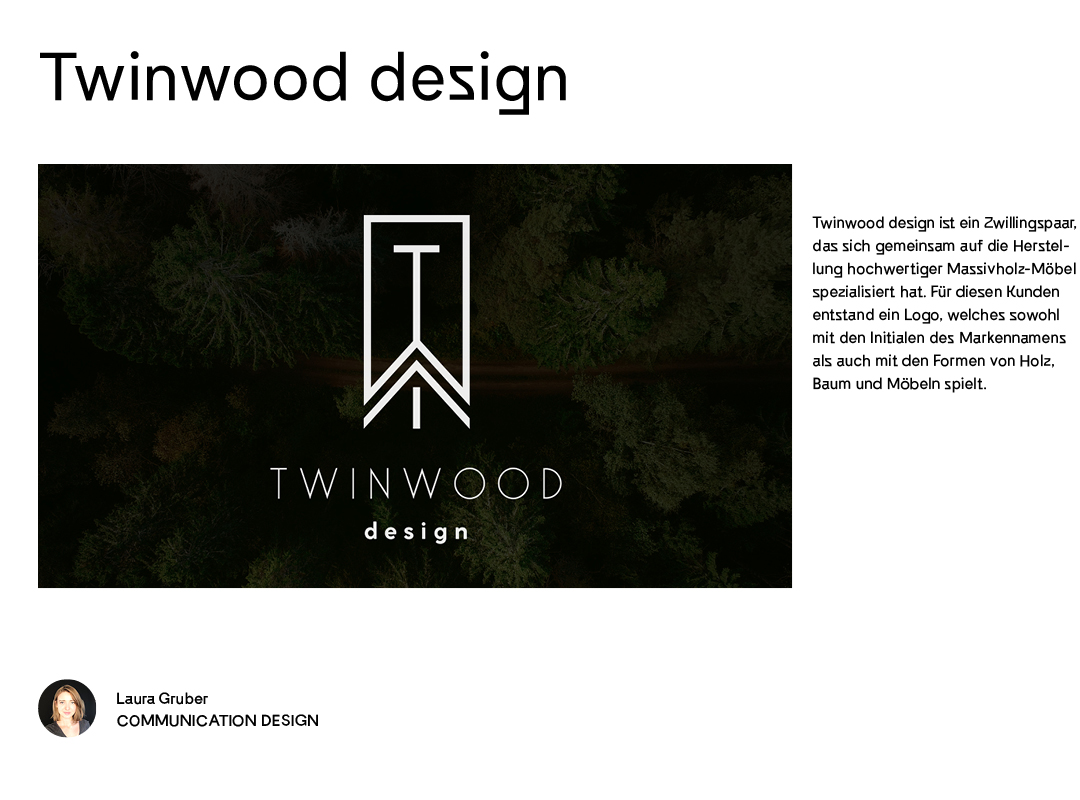 Twinwood design
TWINWOOD
design
Twinwood design ist ein Zwillingspaar,
das sich gemeinsam auf die Herstel-
lung hochwertiger Massivholz-Möbel
spezialisiert hat. Für diesen Kunden
entstand ein Logo, welches sowohl
mit den Initialen des Markennamens
als auch mit den Formen von Holz,
Baum und Möbeln spielt.
Laura Gruber
COMMUNICATION DESIGN